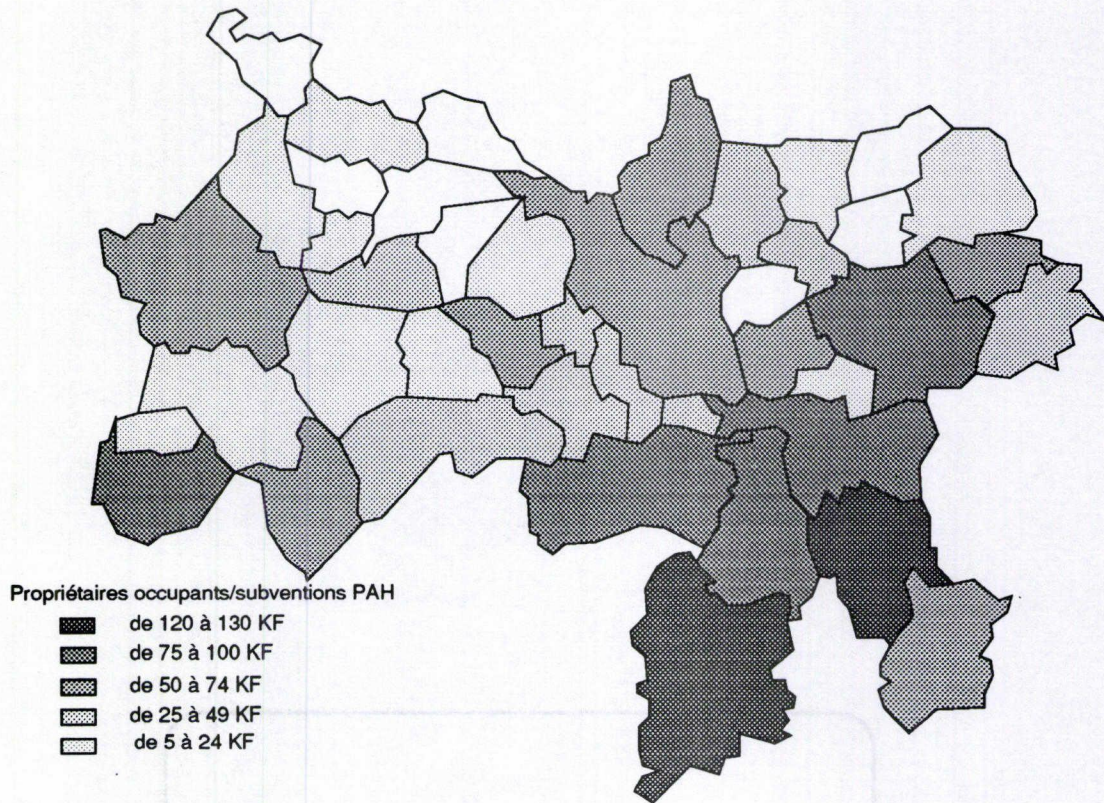 Propriétaires occupants/subventions PAH
de 120 à 130 KF
de 75 à 100 KF
de 50 à 74 KF
de 25 à 49 KF
de 5 à 24 KF